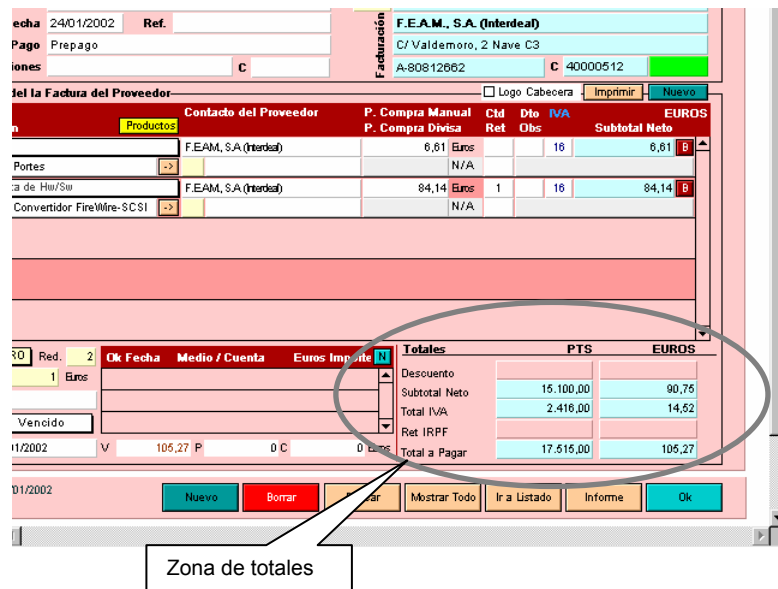 echa 24/01/2002 Ref. F.E.A.M., S.A. (Interdeal)
Pago Prepago C/ Valdemoro, 2 Nave C3
iones C A-80812662 C 40000512
Facturación
del la Factura del Proveedor Logo Cabecera Imprimir Nuevo
Contacto del Proveedor P. Compra Manual Ctd Dto IVA EUROS
n Productos P. Compra Divisa Ret Obs Subtotal Neto
F.E.A.M., S.A. (Interdeal) 6,61 Euros 16 6,61 B
Portes -> N/A
ta de Hw/Sw F.E.A.M., S.A. (Interdeal) 84,14 Euros 1 16 84,14 B
Convertidor FireWire-SCSI -> N/A
RO Red. 2 Ok Fecha Medio / Cuenta Euros Importe N Totales PTS EUROS
1 Euros Descuento
Subtotal Neto 15.100,00 90,75
Total IVA 2.416,00 14,52
Vencido Ret IRPF
01/2002 V 105,27 P 0 C 0 Euros Total a Pagar 17.515,00 105,27
/01/2002 Nuevo Borrar Mostrar Todo Ir a Listado Informe Ok
Zona de totales